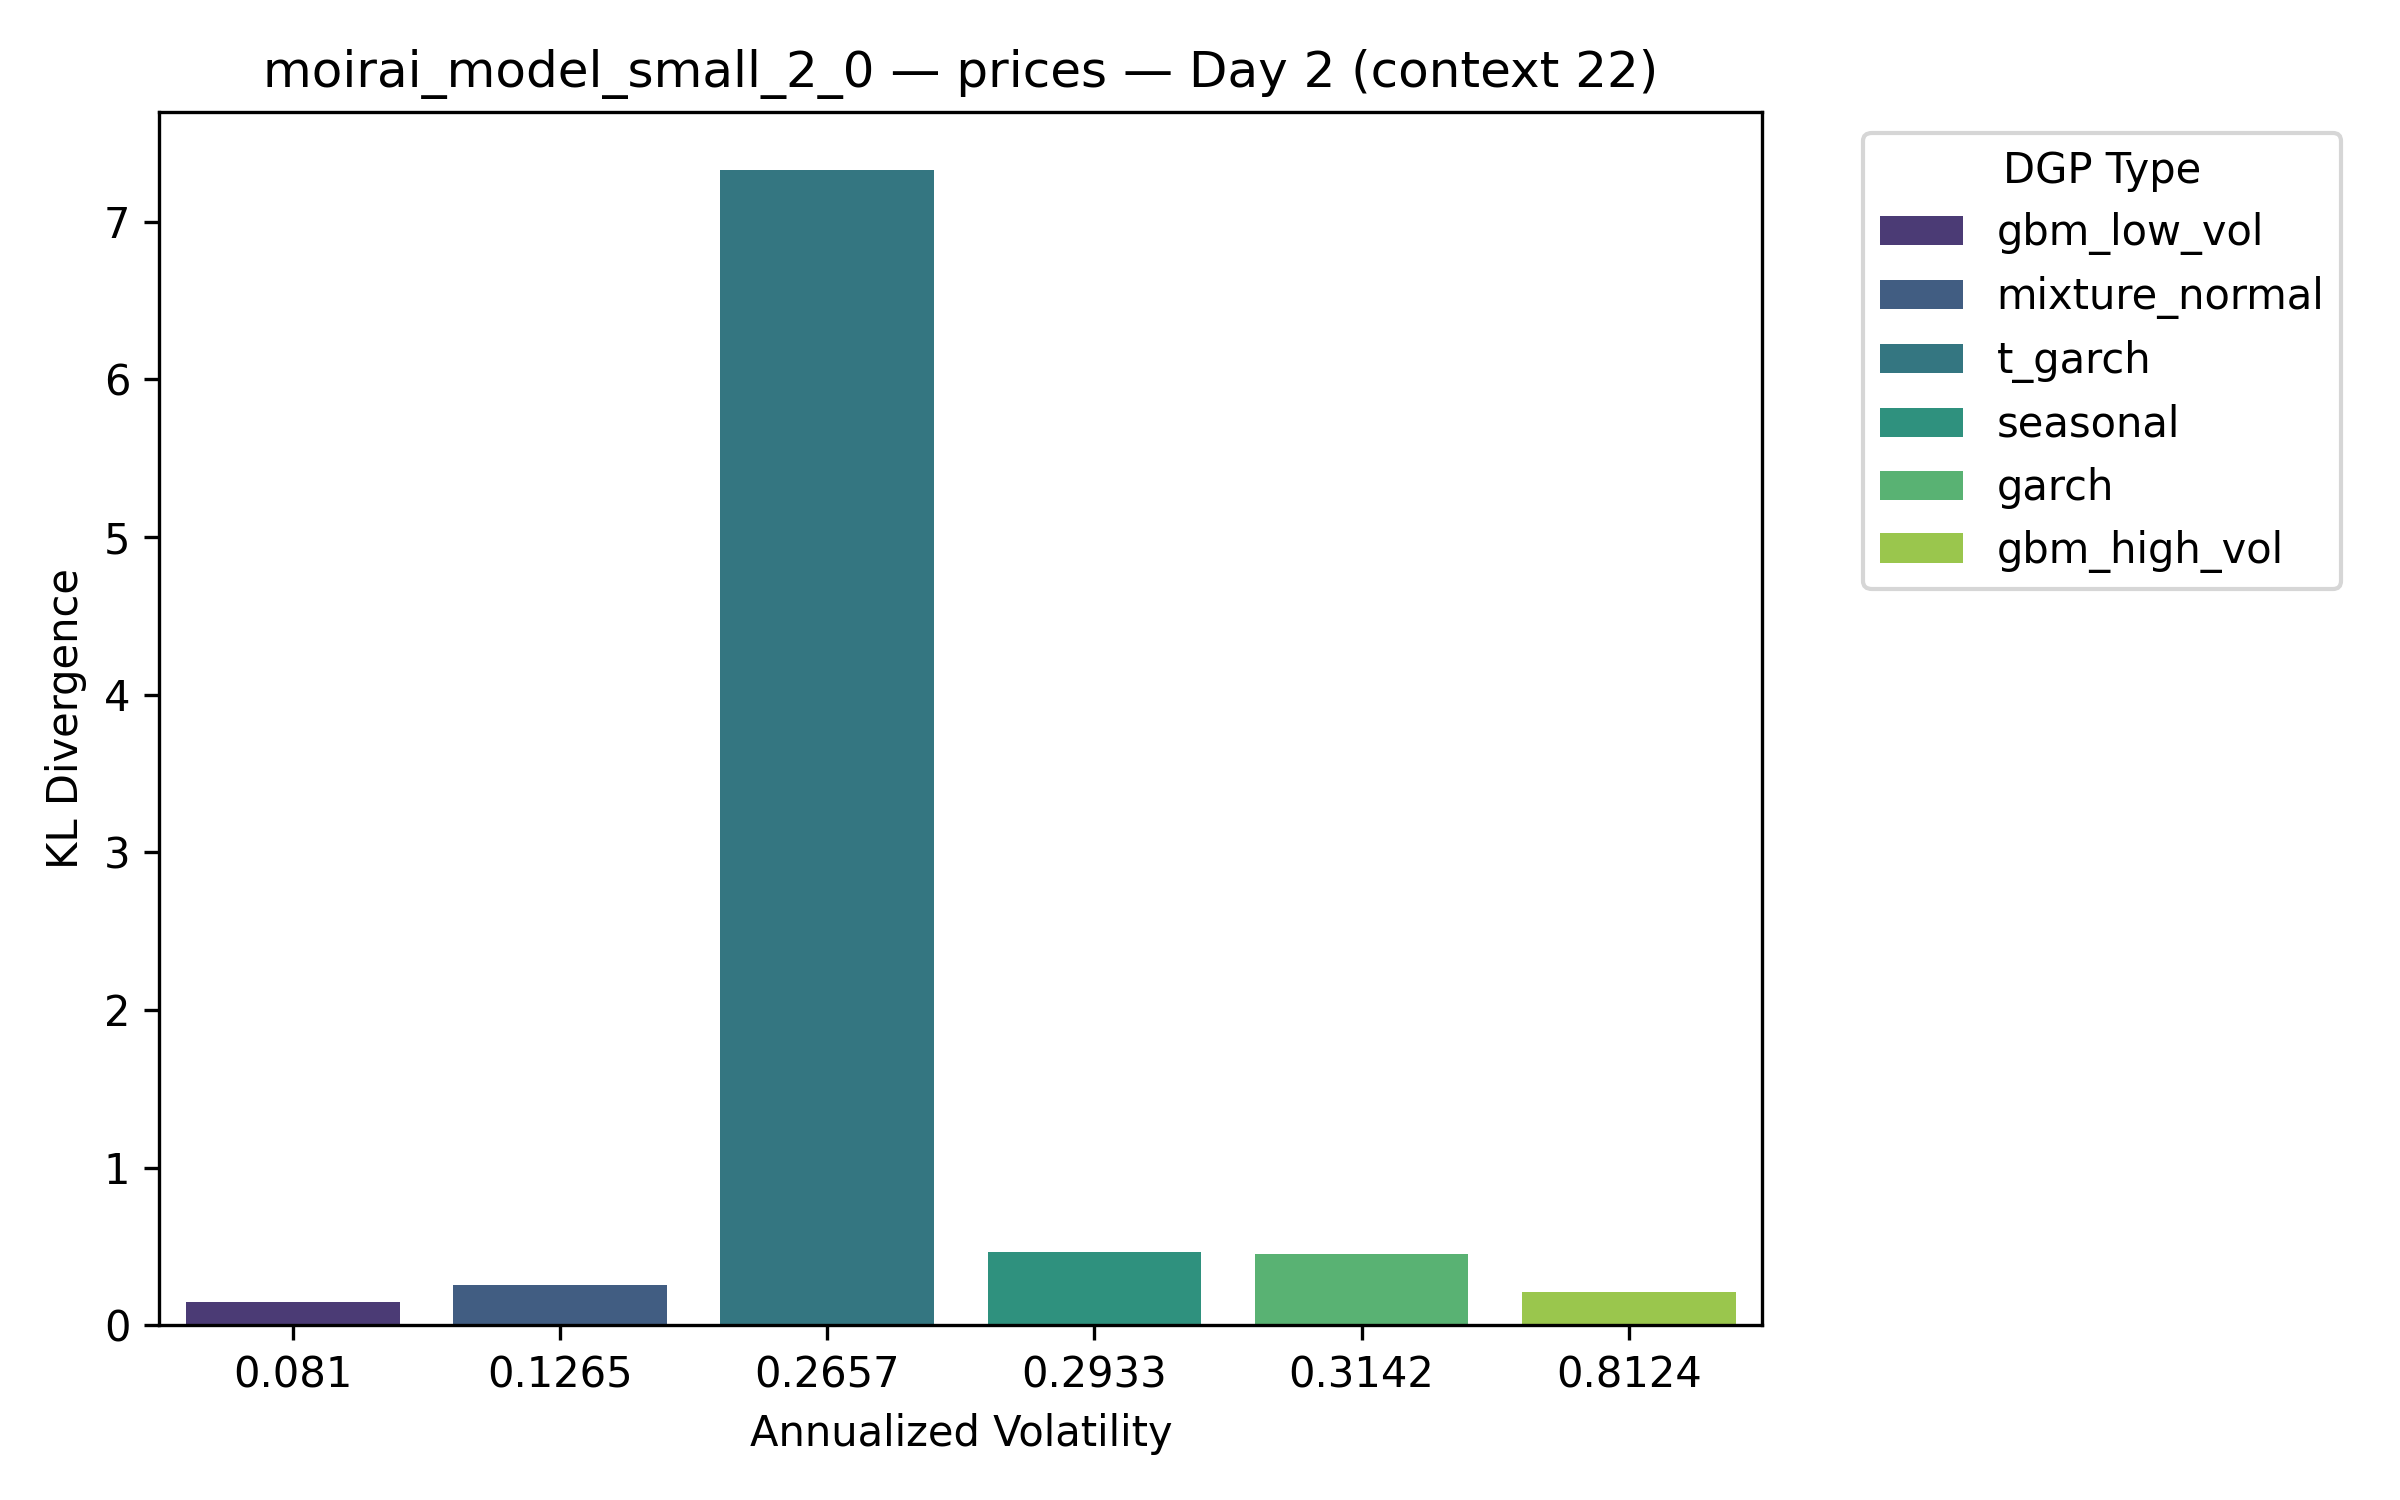 moirai_model_small_2_0 — prices — Day 2 (context 22)
KL Divergence
7
6
5
4
3
2
1
0
0.081 0.1265 0.2657 0.2933 0.3142 0.8124
Annualized Volatility
DGP Type
gbm_low_vol
mixture_normal
t_garch
seasonal
garch
gbm_high_vol